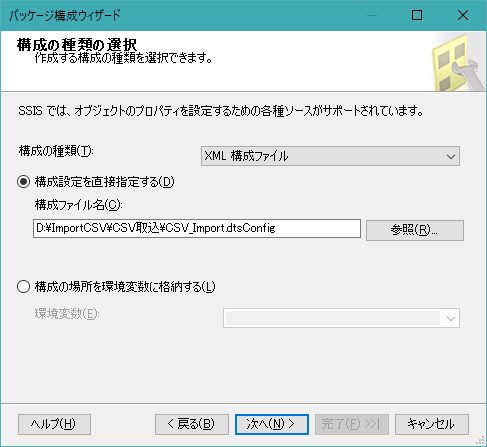 パッケージ構成ウィザード
構成の種類の選択
作成する構成の種類を選択できます。
SSIS では、オブジェクトのプロパティを設定するための各種ソースがサポートされています。
構成の種類(T):
XML 構成ファイル
構成設定を直接指定する(D)
構成ファイル名(C):
D:¥ImportCSV¥CSV取込¥CSV_Import.dtsConfig
参照(R)...
構成の場所を環境変数に格納する(L)
環境変数(E):
ヘルプ(H)
< 戻る(B)
次へ(N) >
完了(F) >>|
キャンセル